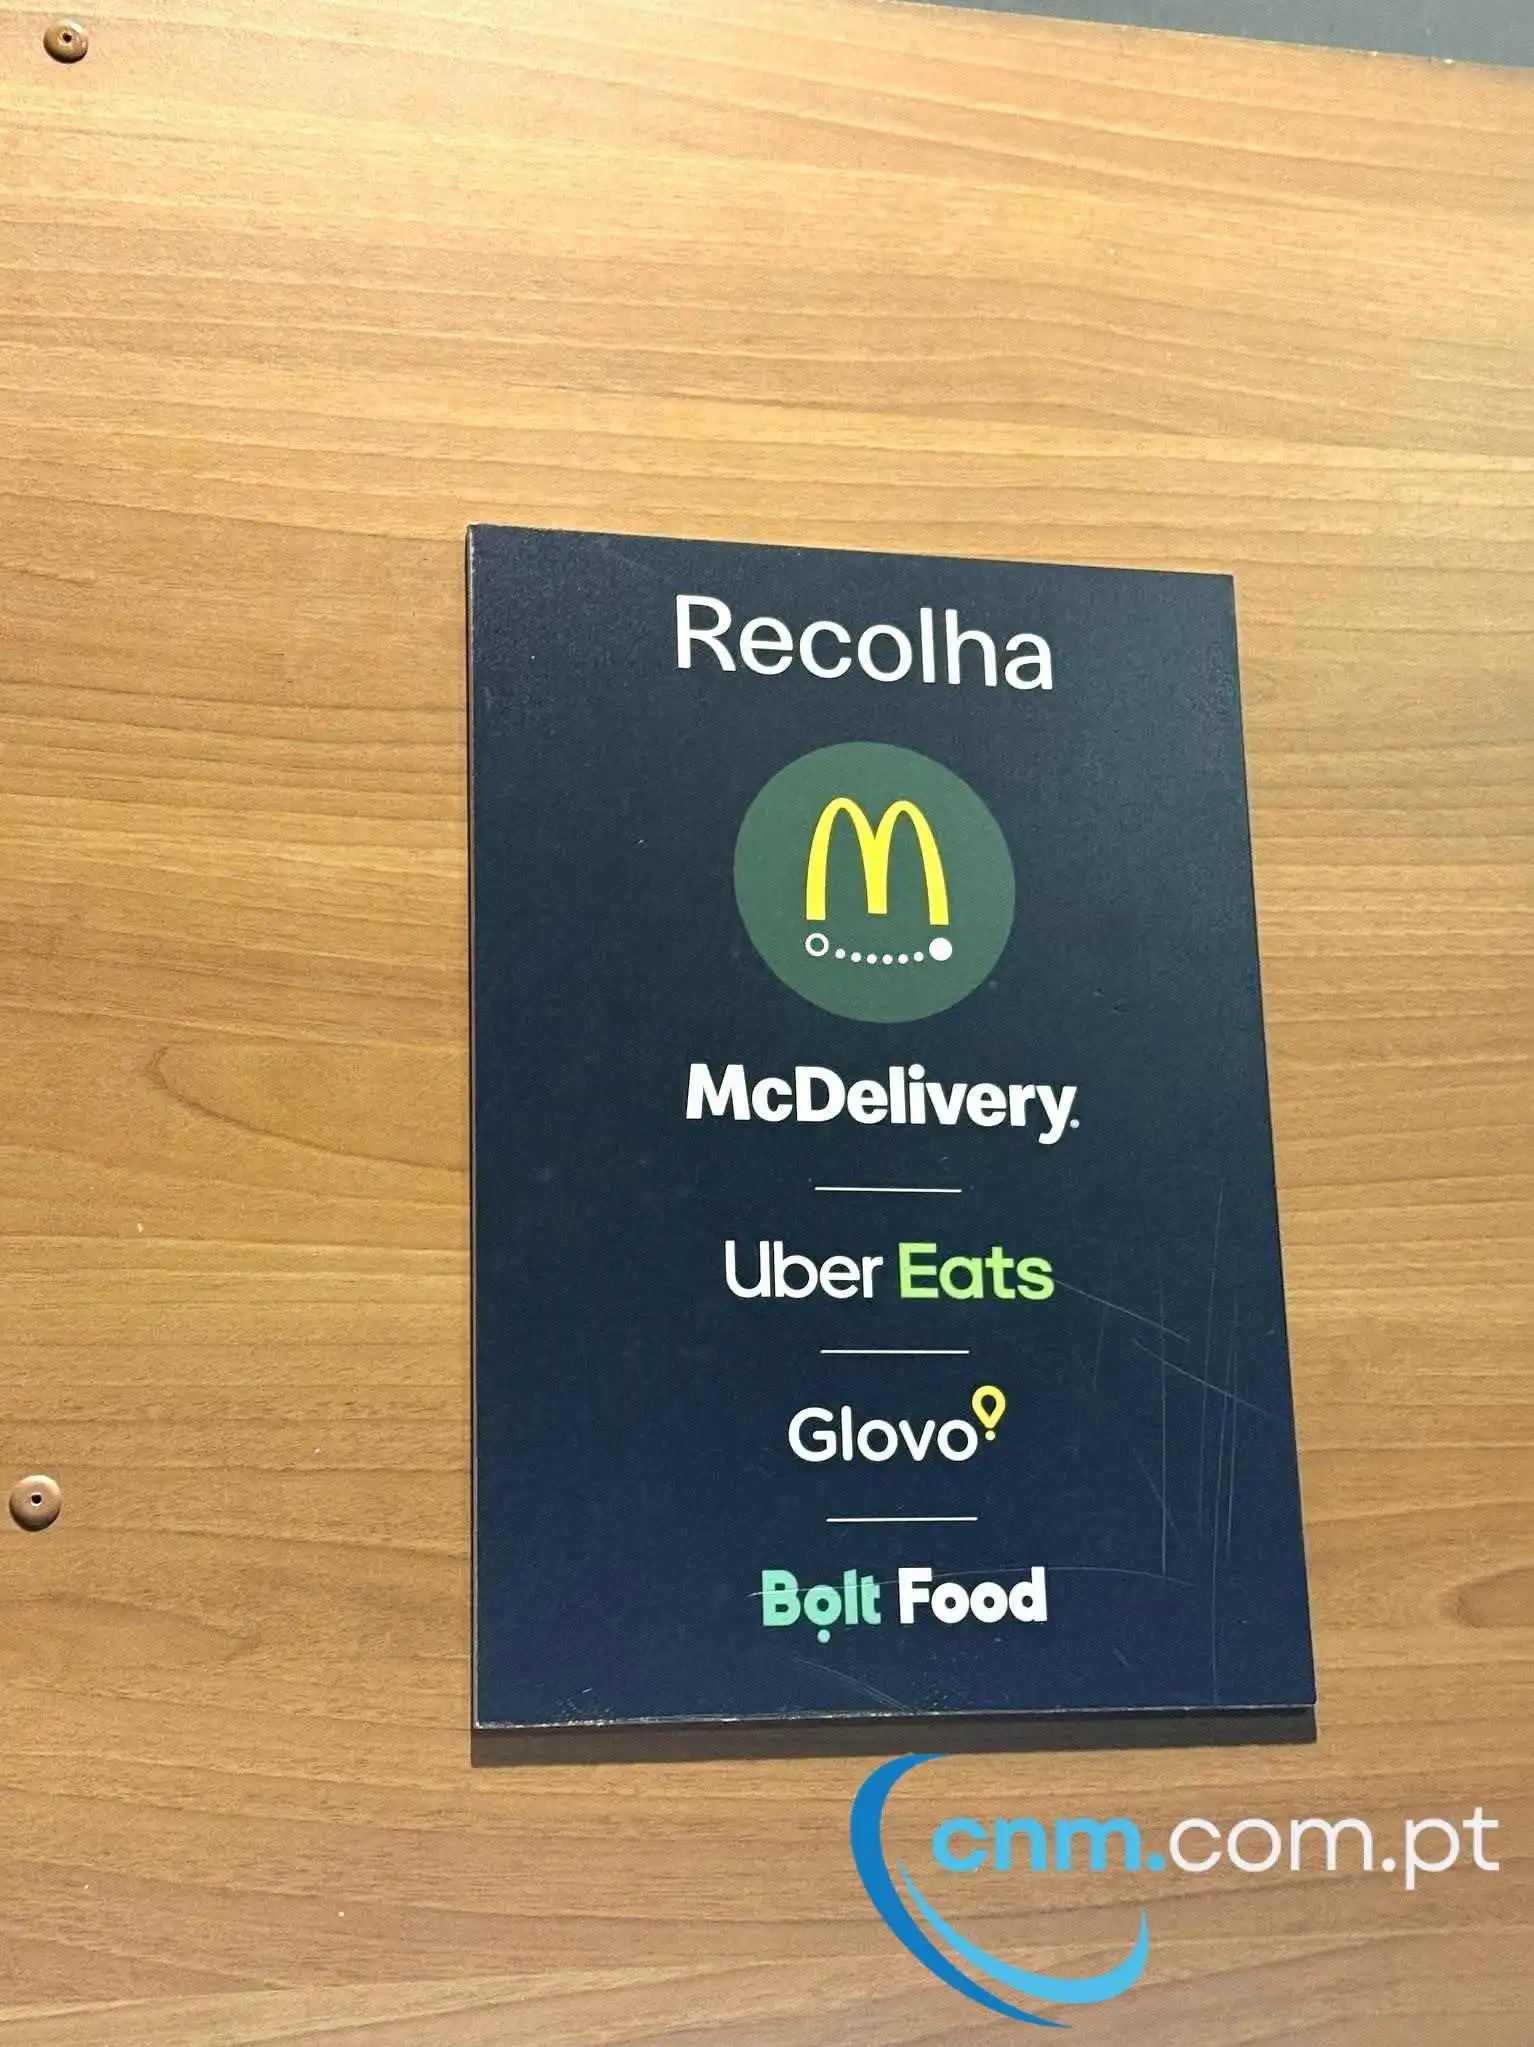 Recolha
McDelivery.
Uber Eats
Glovo
Bolt Food
cnm.com.pt